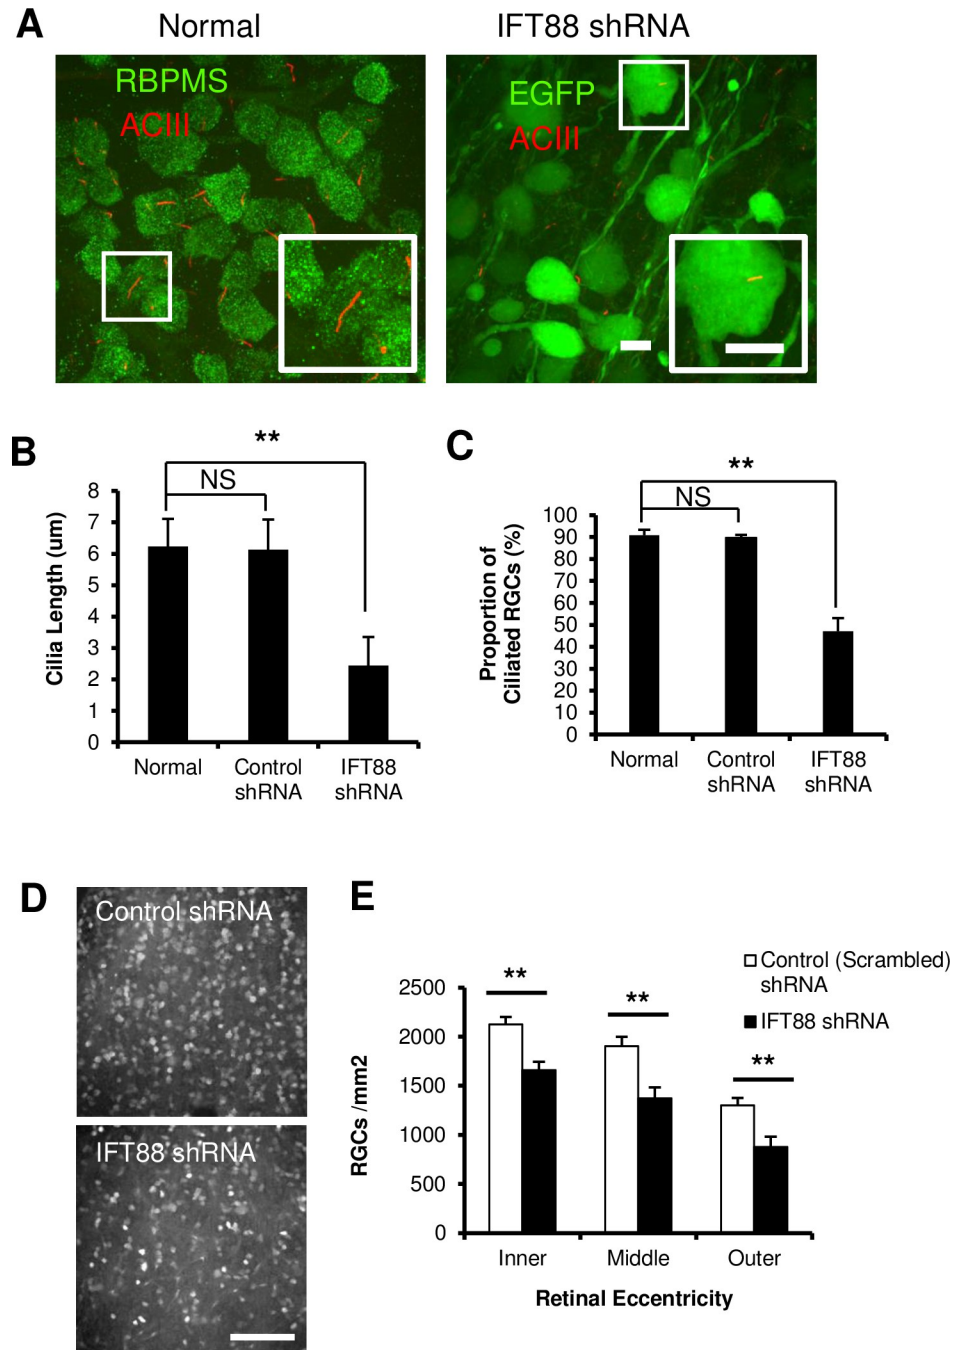 A
Normal
IFT88 shRNA
RBPMS
ACIII
EGFP
ACIII
B
**
NS
8
7
6
5
4
3
2
1
0
Cilia Length (um)
Normal
Control
shRNA
IFT88
shRNA
C
**
NS
100
90
80
70
60
50
40
30
20
10
0
Proportion of
Ciliated RGCs (%)
Normal
Control
shRNA
IFT88
shRNA
D
Control shRNA
IFT88 shRNA
E
Control (Scrambled)
shRNA
IFT88 shRNA
**
**
**
2500
2000
1500
1000
500
0
RGCs /mm2
Inner
Middle
Outer
Retinal Eccentricity